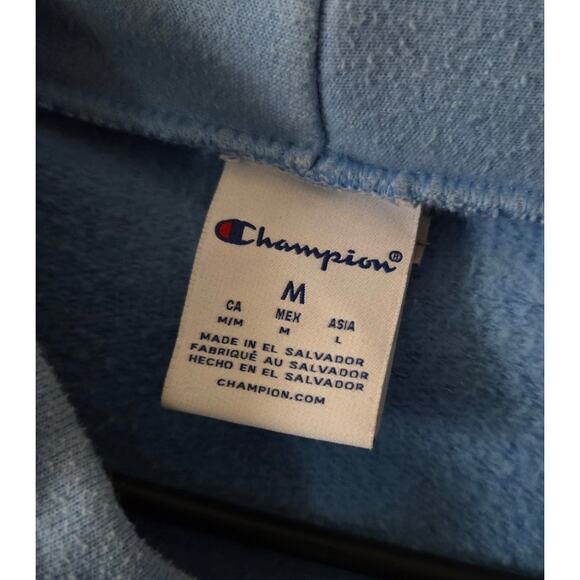 Champion®
M
CA MEX ASIA
M/M M L
MADE IN EL SALVADOR
FABRIQUÉ AU SALVADOR
HECHO EN EL SALVADOR
CHAMPION.COM